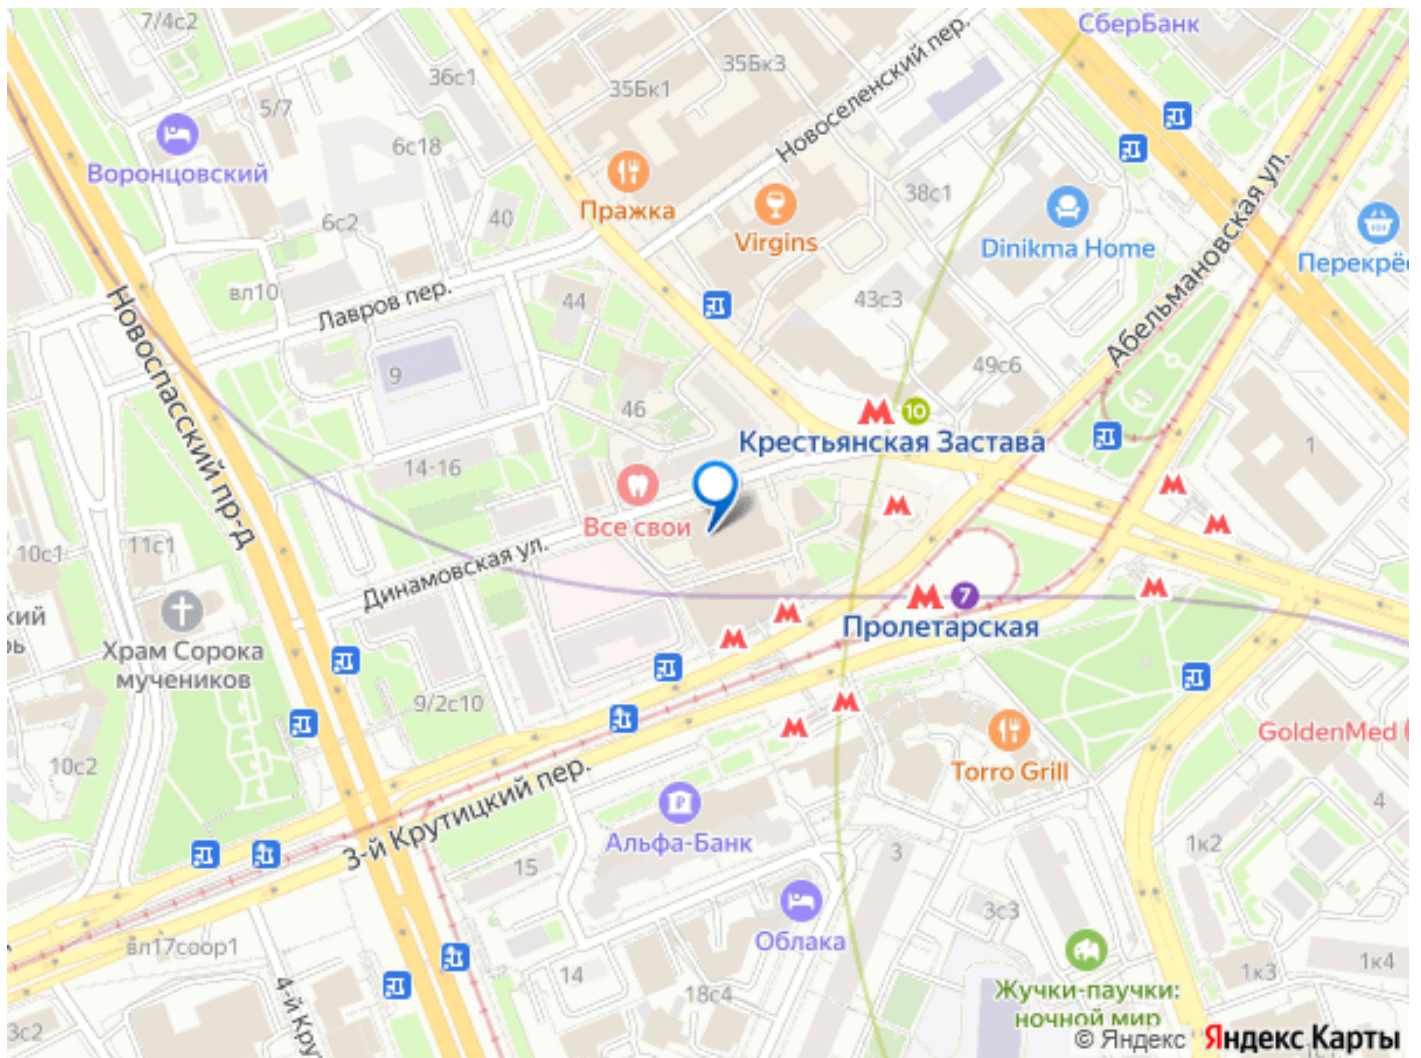 7/4с2
СберБанк
36с1
35Бк3
35Бк1
5/7
Новоселенский пер.
Воронцовский
6с18
38с1
Абельмановская ул.
6с2
40
Пражка
Virgins
Dinikma Home
Перекрё
вл10
Лавров пер.
44
43с3
Новоспасский пр-д
9
49с6
46
10
Крестьянская Застава
1
14-16
Все свои
10с1
11с1
Динамовская ул.
7
Пролетарская
кий
рь
Храм Сорока
мучеников
9/2с10
GoldenMed
10с2
Torro Grill
4
3-й Крутицкий пер.
Альфа-Банк
1к2
15
3
3с3
Облака
вл17соор1
14
18с4
1к3
1к4
4-й Кру
Жучки-паучки:
ночной мир
3с2
© Яндекс Яндекс Карты